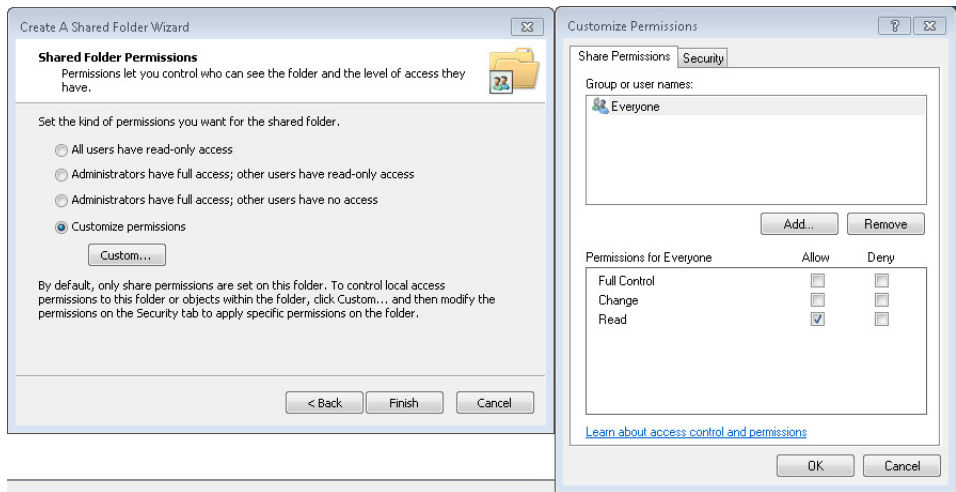 Create A Shared Folder Wizard
Shared Folder Permissions
Permissions let you control who can see the folder and the level of access they
have.
Set the kind of permissions you want for the shared folder.
All users have read-only access
Administrators have full access; other users have read-only access
Administrators have full access; other users have no access
Customize permissions
Custom...
By default, only share permissions are set on this folder. To control local access
permissions to this folder or objects within the folder, click Custom... and then modify the
permissions on the Security tab to apply specific permissions on the folder.
< Back Finish Cancel
Customize Permissions
Share Permissions Security
Group or user names:
Everyone
Add... Remove
Permissions for Everyone Allow Deny
Full Control
Change
Read
Learn about access control and permissions
OK Cancel